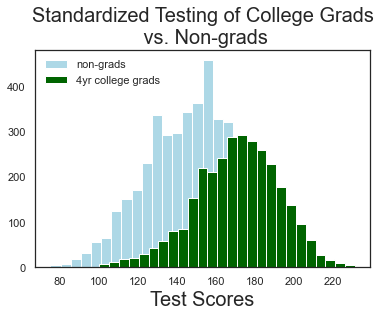 Standardized Testing of College Grads
vs. Non-grads
non-grads
4yr college grads
400
300
200
100
0
80 100 120 140 160 180 200 220
Test Scores